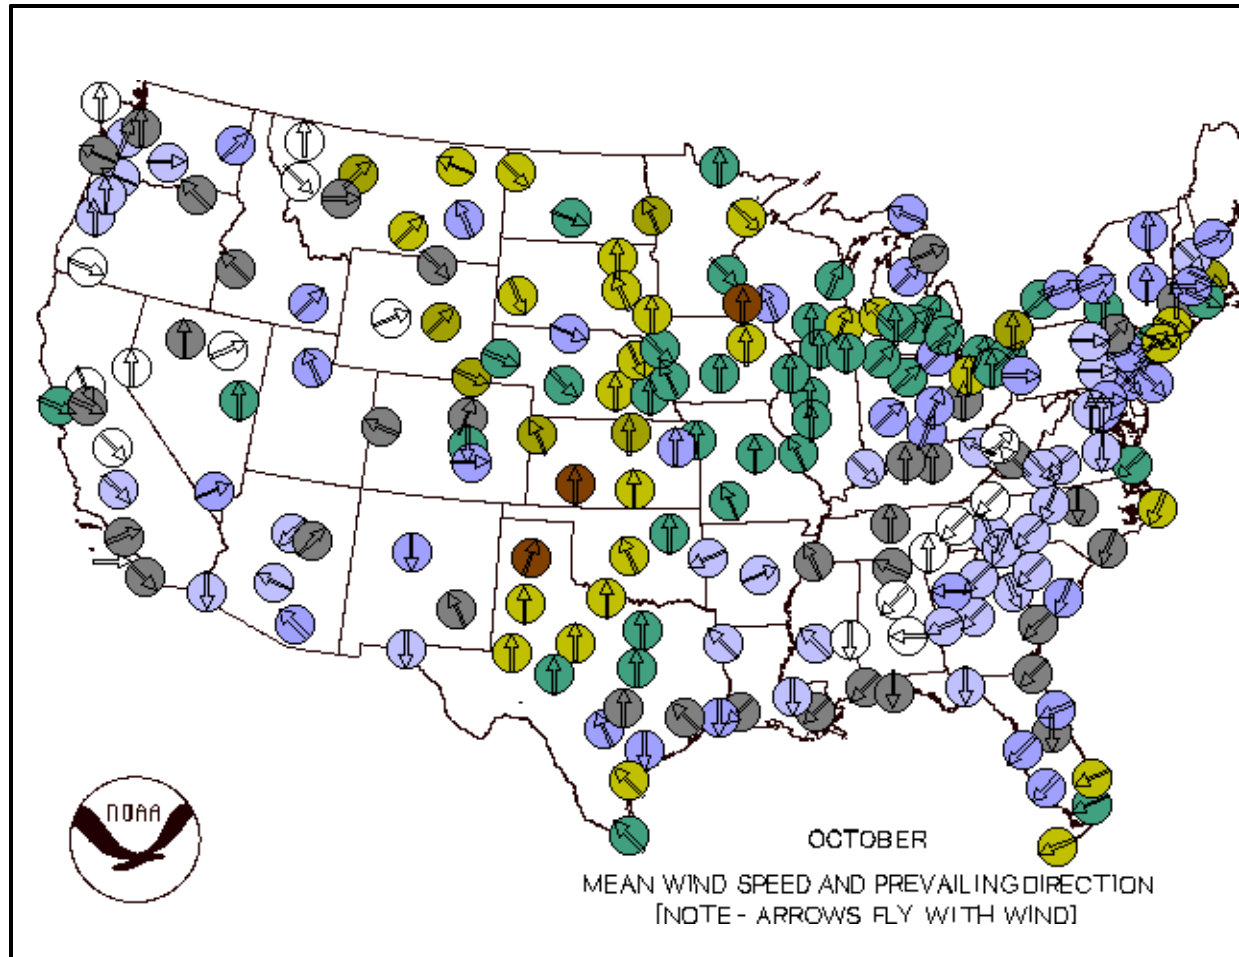 NOAA
OCTOBER
MEAN WIND SPEED AND PREVAILING DIRECTION
[NOTE - ARROWS FLY WITH WIND]